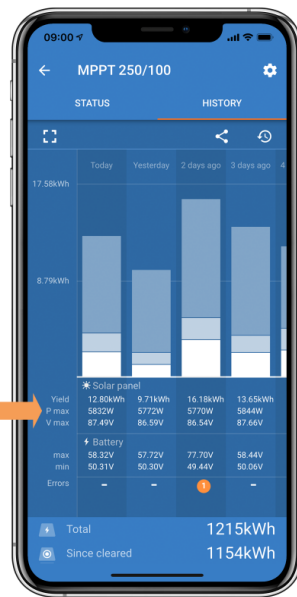 09:00
MPPT 250/100
STATUS HISTORY
Today Yesterday 2 days ago 3 days ago 4
17.58kWh
8.79kWh
Solar panel
Yield 12.80kWh 9.71kWh 16.18kWh 13.65kWh
P max 5832W 5772W 5770W 5844W
V max 87.49V 86.59V 86.54V 87.66V
Battery
max 58.32V 57.72V 77.70V 58.44V
min 50.31V 50.30V 49.44V 50.06V
Errors – – 1 –
Total 1215kWh
Since cleared 1154kWh